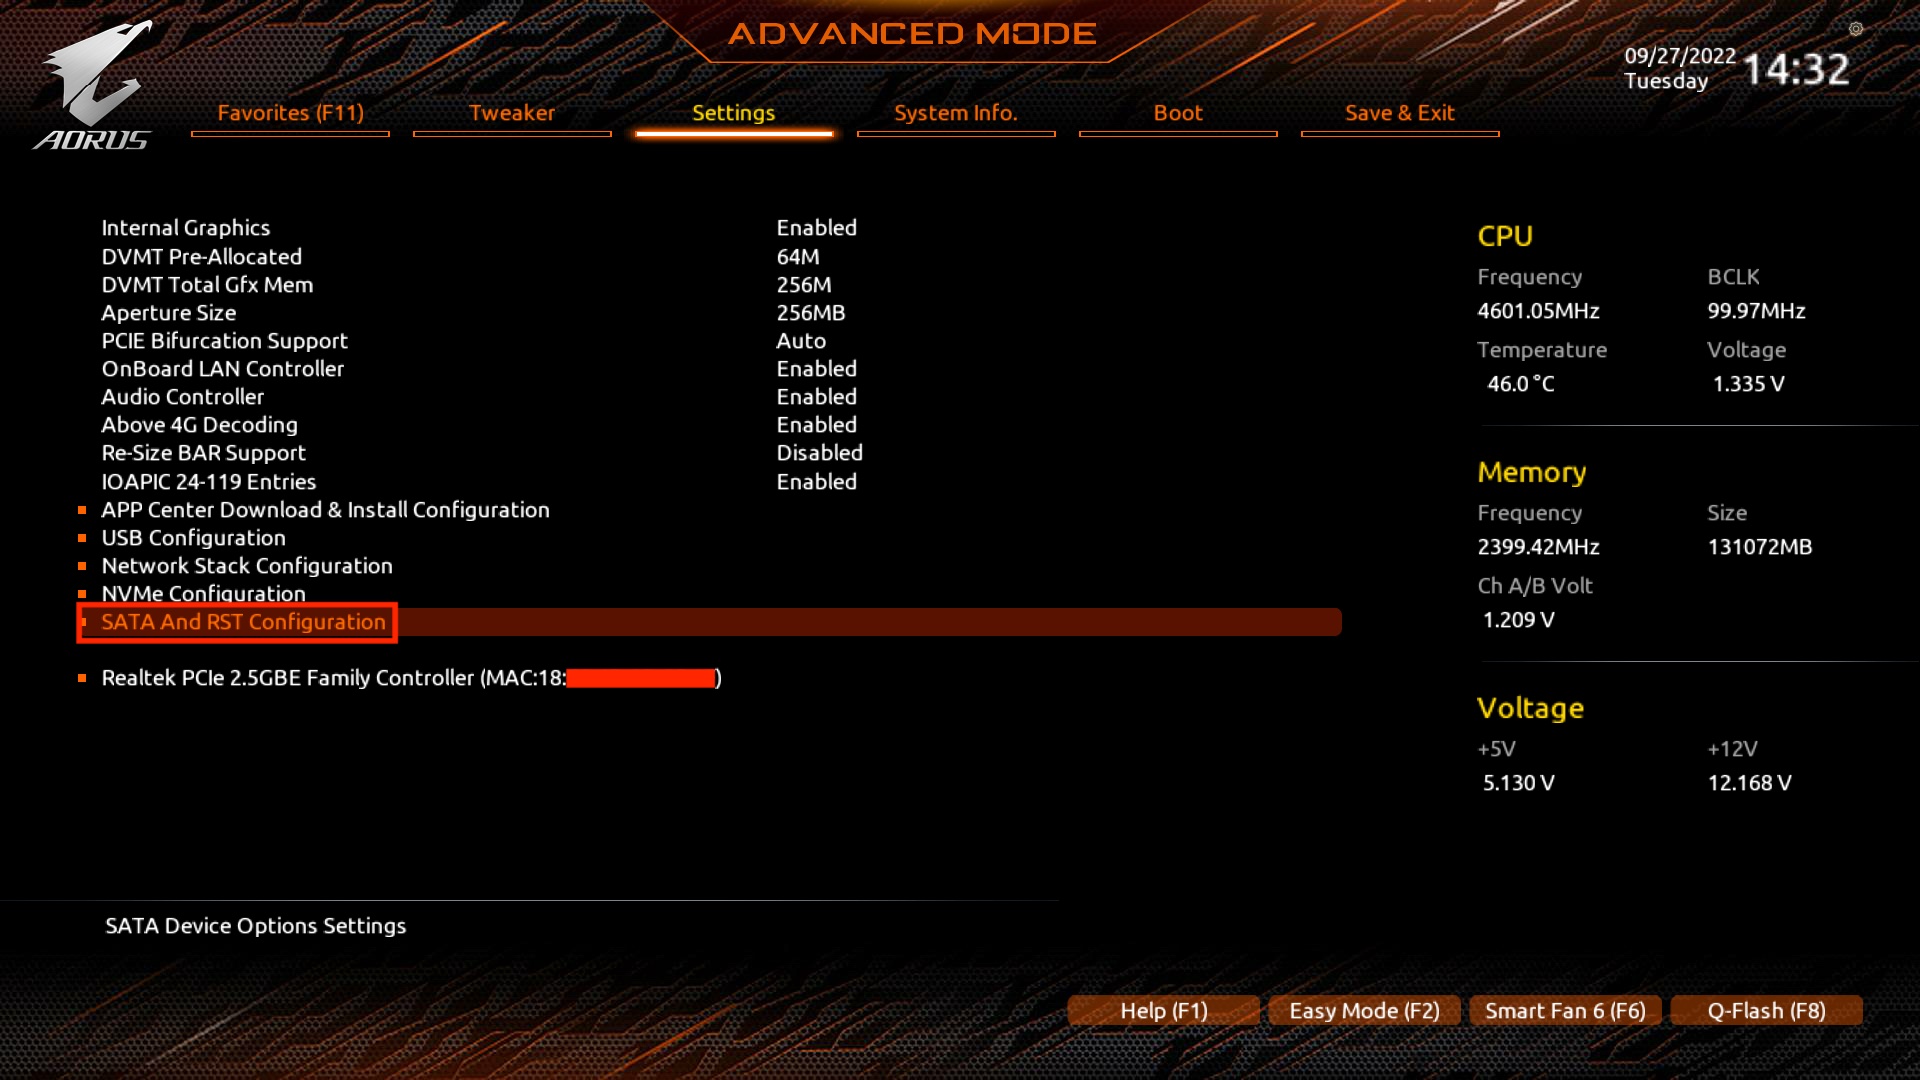 ADVANCED MODE
09/27/2022
Tuesday
14:32
AORUS
Favorites (F11)
Tweaker
Settings
System Info.
Boot
Save & Exit
Internal Graphics Enabled
DVMT Pre-Allocated 64M
DVMT Total Gfx Mem 256M
Aperture Size 256MB
PCIE Bifurcation Support Auto
OnBoard LAN Controller Enabled
Audio Controller Enabled
Above 4G Decoding Enabled
Re-Size BAR Support Disabled
IOAPIC 24-119 Entries Enabled
APP Center Download & Install Configuration
USB Configuration
Network Stack Configuration
NVMe Configuration
SATA And RST Configuration
Realtek PCIe 2.5GBE Family Controller (MAC:18: )
CPU
Frequency BCLK
4601.05MHz 99.97MHz
Temperature Voltage
46.0 °C 1.335 V
Memory
Frequency Size
2399.42MHz 131072MB
Ch A/B Volt
1.209 V
Voltage
+5V +12V
5.130 V 12.168 V
SATA Device Options Settings
Help (F1)
Easy Mode (F2)
Smart Fan 6 (F6)
Q-Flash (F8)